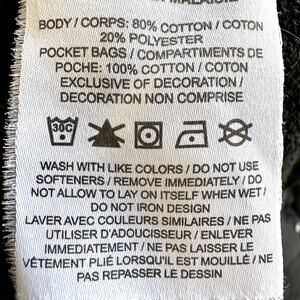 BODY / CORPS: 80% COTTON / COTON
20% POLYESTER
POCKET BAGS / COMPARTIMENTS DE
POCHE: 100% COTTON / COTON
EXCLUSIVE OF DECORATION /
DECORATION NON COMPRISE
30C
WASH WITH LIKE COLORS / DO NOT USE
SOFTENERS / REMOVE IMMEDIATELY / DO
NOT ALLOW TO LAY ON ITSELF WHEN WET /
DO NOT IRON DESIGN
LAVER AVEC COULEURS SIMILAIRES / NE PAS
UTILISER D'ADOUCISSEUR / ENLEVER
IMMEDIATEMENT / NE PAS LAISSER LE
VÊTEMENT PLIÉ LORSQU'IL EST MOUILLÉ / NE
PAS REPASSER LE DESSIN